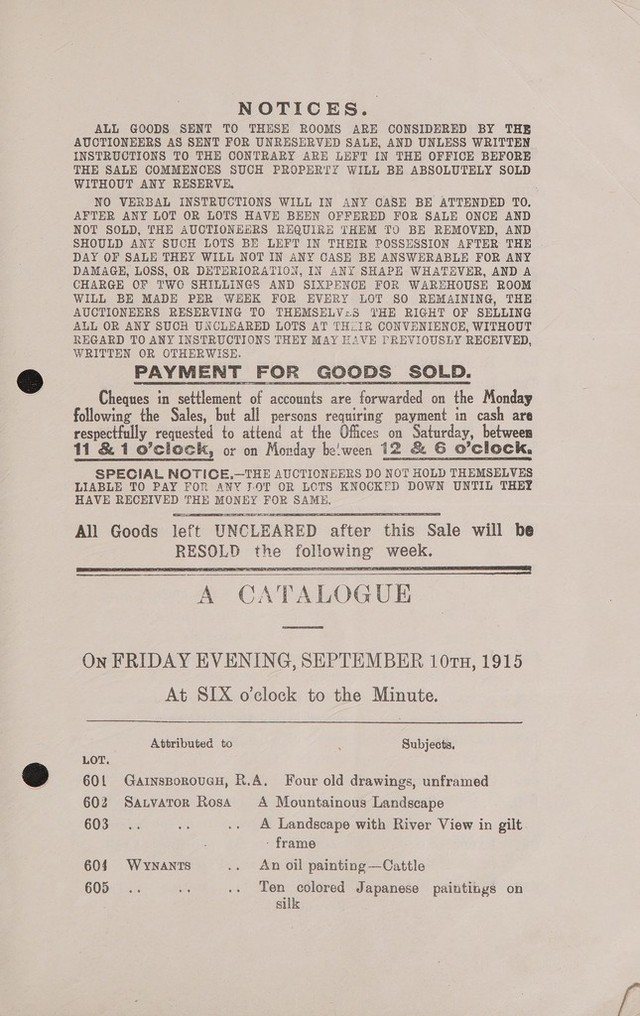 NOTICES.
ALL GOODS SENT TO THESE ROOMS ARE CONSIDERED BY THE
AUCTIONEERS AS SENT FOR UNRESERVED SALE, AND UNLESS WRITTEN
INSTRUCTIONS TO THE CONTRARY ARE LEFT IN THE OFFICE BEFORE
THE SALE COMMENCES SUCH PROPERTY WILL BE ABSOLUTELY SOLD
WITHOUT ANY RESERVE.
NO VERBAL INSTRUCTIONS WILL IN ANY CASE BE ATTENDED TO.
AFTER ANY LOT OR LOTS HAVE BEEN OFFERED FOR SALE ONCE AND
NOT SOLD, THE AUCTIONEERS REQUIRE THEM TO BE REMOVED, AND
SHOULD ANY SUCH LOTS BE LEFT IN THEIR POSSESSION AFTER THE
DAY OF SALE THEY WILL NOT IN ANY CASE BE ANSWERABLE FOR ANY
DAMAGE, LOSS, OR DETERIORATION, IN ANY SHAPE WHATEVER, AND A
CHARGE OF TWO SHILLINGS AND SIXPENCE FOR WAREHOUSE ROOM
WILL BE MADE PER WEEK FOR EVERY LOT SO REMAINING, THE
AUCTIONEERS RESERVING TO THEMSELVES THE RIGHT OF SELLING
ALL OR ANY SUCH UNCLEARED LOTS AT THEIR CONVENIENCE, WITHOUT
REGARD TO ANY INSTRUCTIONS THEY MAY HAVE PREVIOUSLY RECEIVED,
WRITTEN OR OTHERWISE.
PAYMENT FOR GOODS SOLD.
Cheques in settlement of accounts are forwarded on the Monday
following the Sales, but all persons requiring payment in cash are
respectfully requested to attend at the Offices on Saturday, between
11 & 1 o'clock, or on Monday between 12 & 6 o'clock.
SPECIAL NOTICE.—THE AUCTIONEERS DO NOT HOLD THEMSELVES
LIABLE TO PAY FOR ANY LOT OR LOTS KNOCKED DOWN UNTIL THEY
HAVE RECEIVED THE MONEY FOR SAME.
All Goods left UNCLEARED after this Sale will be
RESOLD the following week.
A CATALOGUE
ON FRIDAY EVENING, SEPTEMBER 10TH, 1915
At SIX o'clock to the Minute.
Attributed to Subjects.
LOT.
601 GAINSBOROUGH, R.A. Four old drawings, unframed
602 SALVATOR ROSA A Mountainous Landscape
603 .. .. .. A Landscape with River View in gilt
frame
604 WYNANTS .. An oil painting—Cattle
605 .. .. .. Ten colored Japanese paintings on
silk